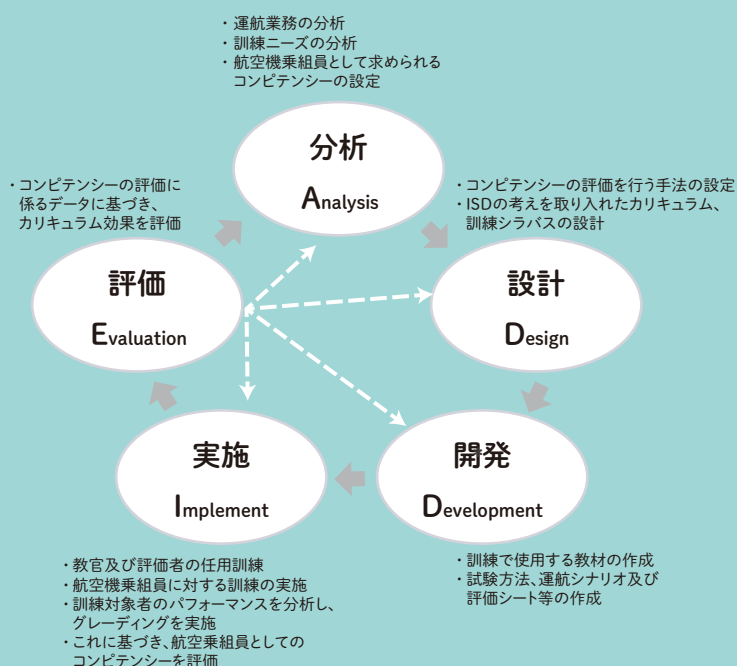 ・運航業務の分析
・訓練ニーズの分析
・航空機乗組員として求められる
コンピテンシーの設定
分析
Analysis
・コンピテンシーの評価を行う手法の設定
・ISDの考えを取り入れたカリキュラム、
訓練シラバスの設計
設計
Design
開発
Development
・訓練で使用する教材の作成
・試験方法、運航シナリオ及び
評価シート等の作成
実施
Implement
・教官及び評価者の任用訓練
・航空機乗組員に対する訓練の実施
・訓練対象者のパフォーマンスを分析し、
グレーディングを実施
・これに基づき、航空乗組員としての
コンピテンシーを評価
・コンピテンシーの評価に
係るデータに基づき、
カリキュラム効果を評価
評価
Evaluation